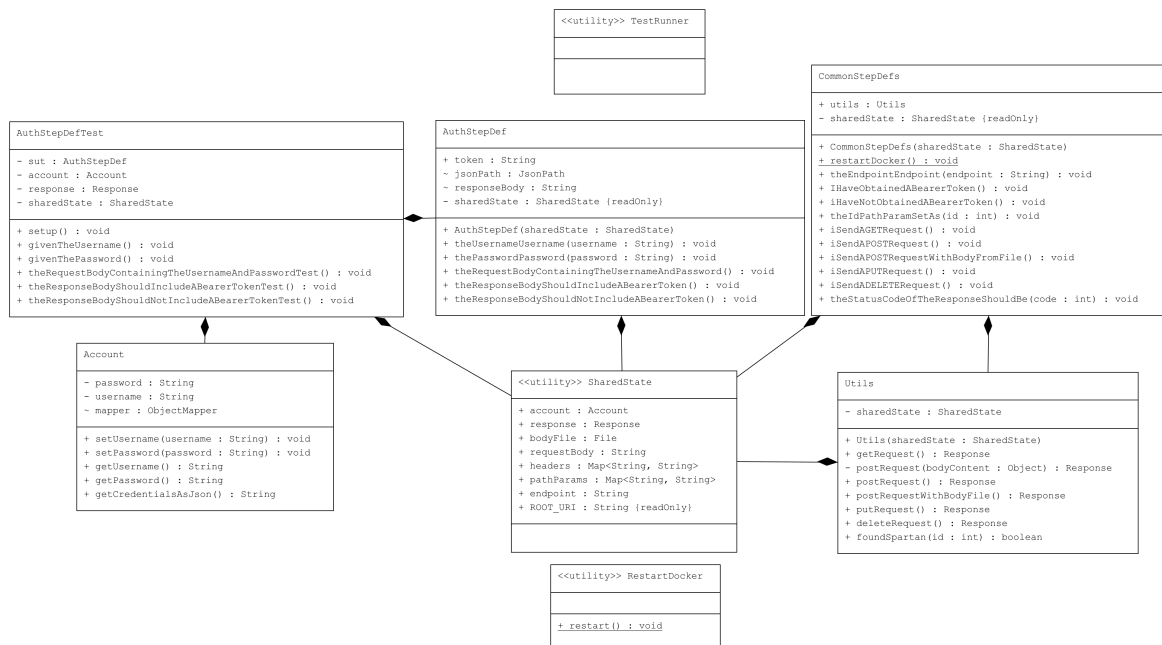 <<utility>> TestRunner
CommonStepDefs
+ utils : Utils
- sharedState : SharedState {readOnly}
+ CommonStepDefs(sharedState : SharedState)
+ restartDocker() : void
+ theEndpointEndpoint(endpoint : String) : void
+ IHaveObtainedABearerToken() : void
+ iHaveNotObtainedABearerToken() : void
+ theIdPathParamSetAs(id : int) : void
+ iSendAGETRequest() : void
+ iSendAPOSTRequest() : void
+ iSendAPOSTRequestWithBodyFromFile() : void
+ iSendAPUTRequest() : void
+ iSendADELETERequest() : void
+ theStatusCodeOfTheResponseShouldBe(code : int) : void
AuthStepDefTest
- sut : AuthStepDef
- account : Account
- response : Response
- sharedState : SharedState
+ setup() : void
+ givenTheUsername() : void
+ givenThePassword() : void
+ theRequestBodyContainingTheUsernameAndPasswordTest() : void
+ theResponseBodyShouldIncludeABearerTokenTest() : void
+ theResponseBodyShouldNotIncludeABearerTokenTest() : void
AuthStepDef
+ token : String
~ jsonPath : JsonPath
~ responseBody : String
- sharedState : SharedState {readOnly}
+ AuthStepDef(sharedState : SharedState)
+ theUsernameUsername(username : String) : void
+ thePasswordPassword(password : String) : void
+ theRequestBodyContainingTheUsernameAndPassword() : void
+ theResponseBodyShouldIncludeABearerToken() : void
+ theResponseBodyShouldNotIncludeABearerToken() : void
Account
- password : String
- username : String
~ mapper : ObjectMapper
+ setUsername(username : String) : void
+ setPassword(password : String) : void
+ getUsername() : String
+ getPassword() : String
+ getCredentialsAsJson() : String
<<utility>> SharedState
+ account : Account
+ response : Response
+ bodyFile : File
+ requestBody : String
+ headers : Map<String, String>
+ pathParams : Map<String, String>
+ endpoint : String
+ ROOT_URI : String {readOnly}
Utils
- sharedState : SharedState
+ Utils(sharedState : SharedState)
+ getRequest() : Response
- postRequest(bodyContent : Object) : Response
+ postRequest() : Response
+ postRequestWithBodyFile() : Response
+ putRequest() : Response
+ deleteRequest() : Response
+ foundSpartan(id : int) : boolean
<<utility>> RestartDocker
+ restart() : void